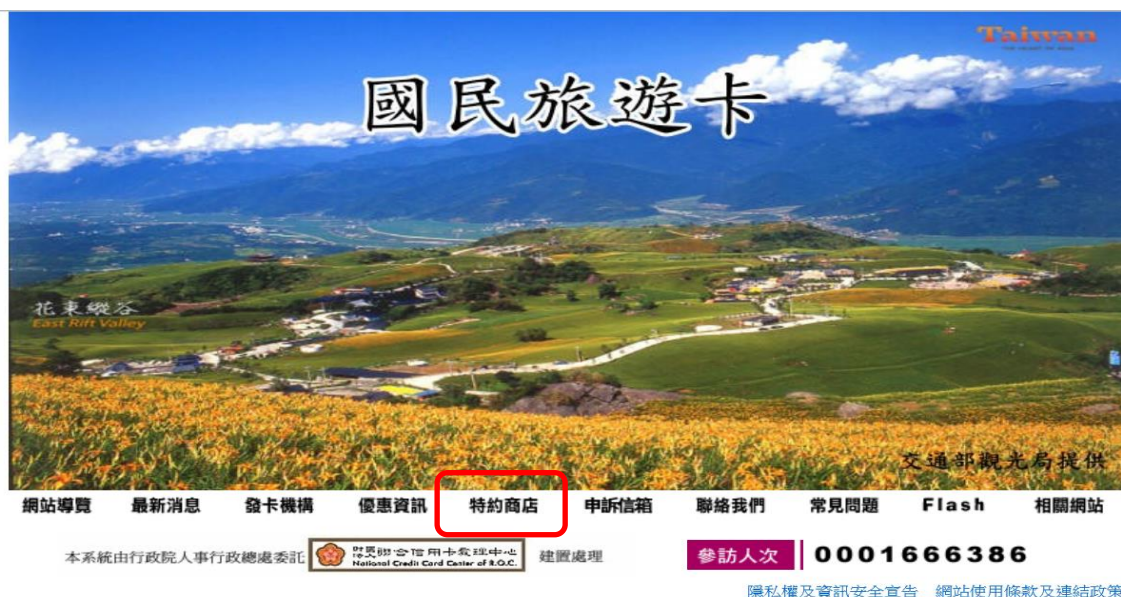 Taiwan
THE HEART OF ASIA
國民旅遊卡
花東縱谷
East Rift Valley
交通部觀光局提供
網站導覽 最新消息 發卡機構 優惠資訊 特約商店 申訴信箱 聯絡我們 常見問題 Flash 相關網站
本系統由行政院人事行政總處委託 財團法人聯合信用卡處理中心 建置處理 參訪人次 0001666386
National Credit Card Center of R.O.C.
隱私權及資訊安全宣告 網站使用條款及連結政策